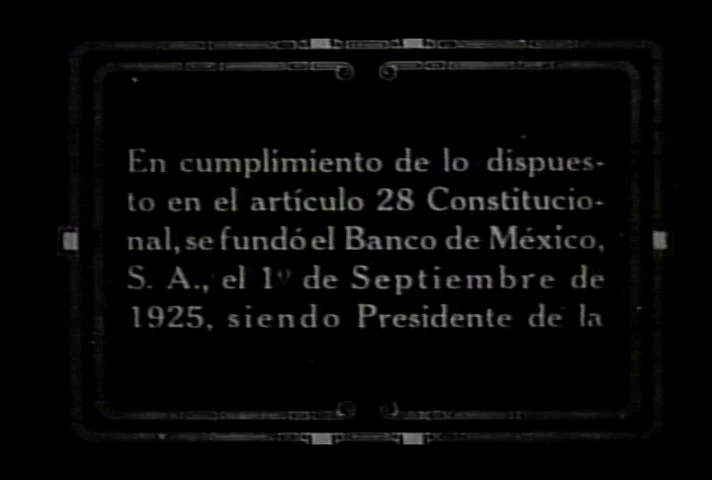 En cumplimiento de lo dispues-
to en el artículo 28 Constitucio-
nal, se fundó el Banco de México,
S. A., el 1º de Septiembre de
1925, siendo Presidente de la